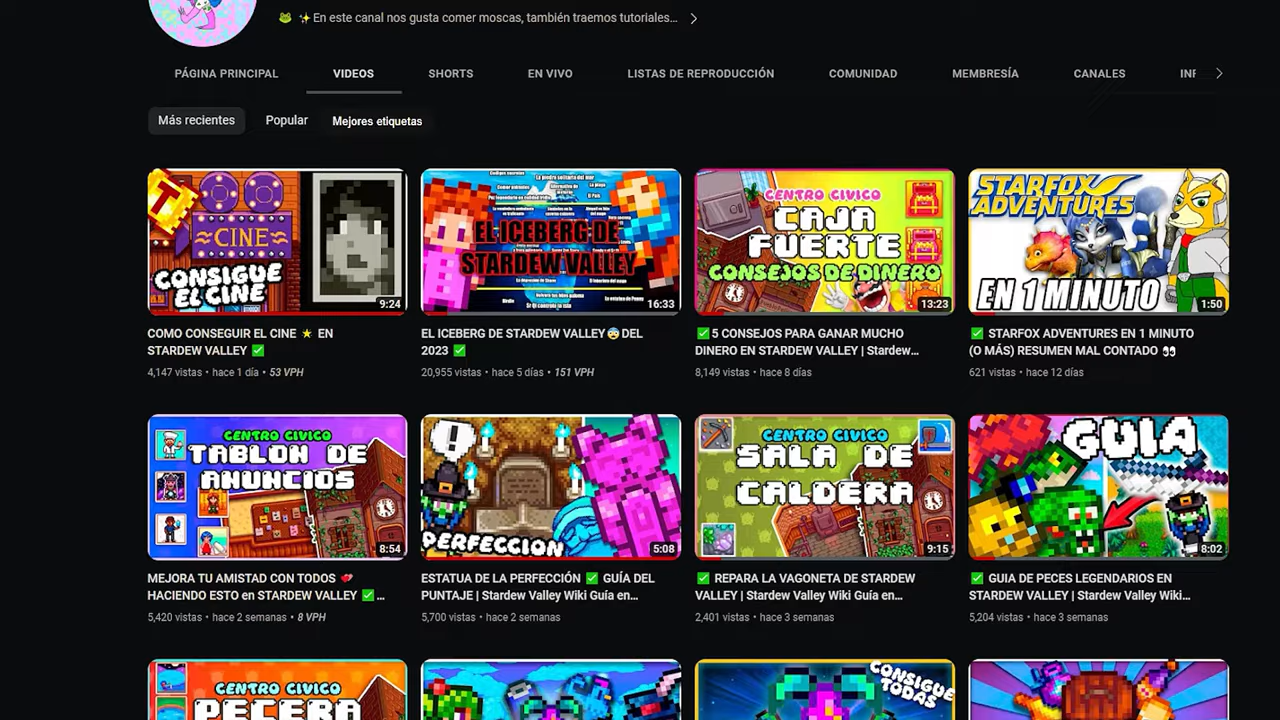 🐸 ✨En este canal nos gusta comer moscas, también traemos tutoriales...
PÁGINA PRINCIPAL VIDEOS SHORTS EN VIVO LISTAS DE REPRODUCCIÓN COMUNIDAD MEMBRESÍA CANALES INF
Más recientes Popular Mejores etiquetas
T
≈CINE≈
CONSIGUE
EL CINE
9:24
EL ICEBERG DE
STARDEW VALLEY
16:33
CENTRO CIVICO
CAJA
FUERTE
CONSEJOS DE DINERO
13:23
STARFOX
ADVENTURES
EN 1 MINUTO
1:50
COMO CONSEGUIR EL CINE ⭐ EN
STARDEW VALLEY ✅
4,147 vistas • hace 1 día • 53 VPH
EL ICEBERG DE STARDEW VALLEY😨DEL
2023 ✅
20,955 vistas • hace 5 días • 151 VPH
✅5 CONSEJOS PARA GANAR MUCHO
DINERO EN STARDEW VALLEY | Stardew...
8,149 vistas • hace 8 días
✅ STARFOX ADVENTURES EN 1 MINUTO
(O MÁS) RESUMEN MAL CONTADO 👀
621 vistas • hace 12 días
CENTRO CIVICO
TABLON DE
ANUNCIOS
8:54
!
PERFECCION
5:08
CENTRO CIVICO
SALA DE
CALDERA
9:15
GUIA
8:02
MEJORA TU AMISTAD CON TODOS 💕
HACIENDO ESTO en STARDEW VALLEY ✅...
5,420 vistas • hace 2 semanas • 8 VPH
ESTATUA DE LA PERFECCIÓN ✅ GUÍA DEL
PUNTAJE | Stardew Valley Wiki Guía en...
5,700 vistas • hace 2 semanas
✅ REPARA LA VAGONETA DE STARDEW
VALLEY | Stardew Valley Wiki Guía en...
2,401 vistas • hace 3 semanas
✅ GUIA DE PECES LEGENDARIOS EN
STARDEW VALLEY | Stardew Valley Wiki...
5,204 vistas • hace 3 semanas
CENTRO CIVICO
PECERA
CONSIGUE
TODAS